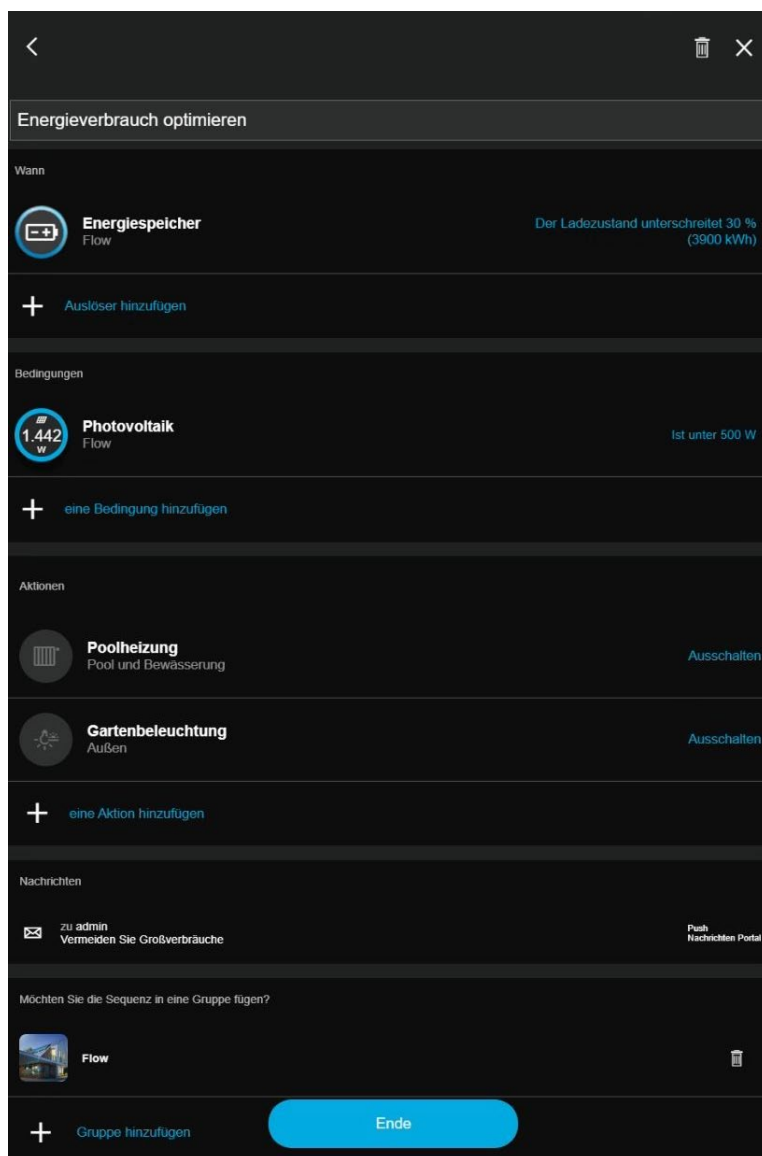 Energieverbrauch optimieren
Wann
Energiespeicher
Flow
Der Ladezustand unterschreitet 30 %
(3900 kWh)
Auslöser hinzufügen
Bedingungen
1.442
W
Photovoltaik
Flow
Ist unter 500 W
eine Bedingung hinzufügen
Aktionen
Poolheizung
Pool und Bewässerung
Ausschalten
Gartenbeleuchtung
Außen
Ausschalten
eine Aktion hinzufügen
Nachrichten
zu admin
Vermeiden Sie Großverbräuche
Push
Nachrichten Portal
Möchten Sie die Sequenz in eine Gruppe fügen?
Flow
Gruppe hinzufügen
Ende